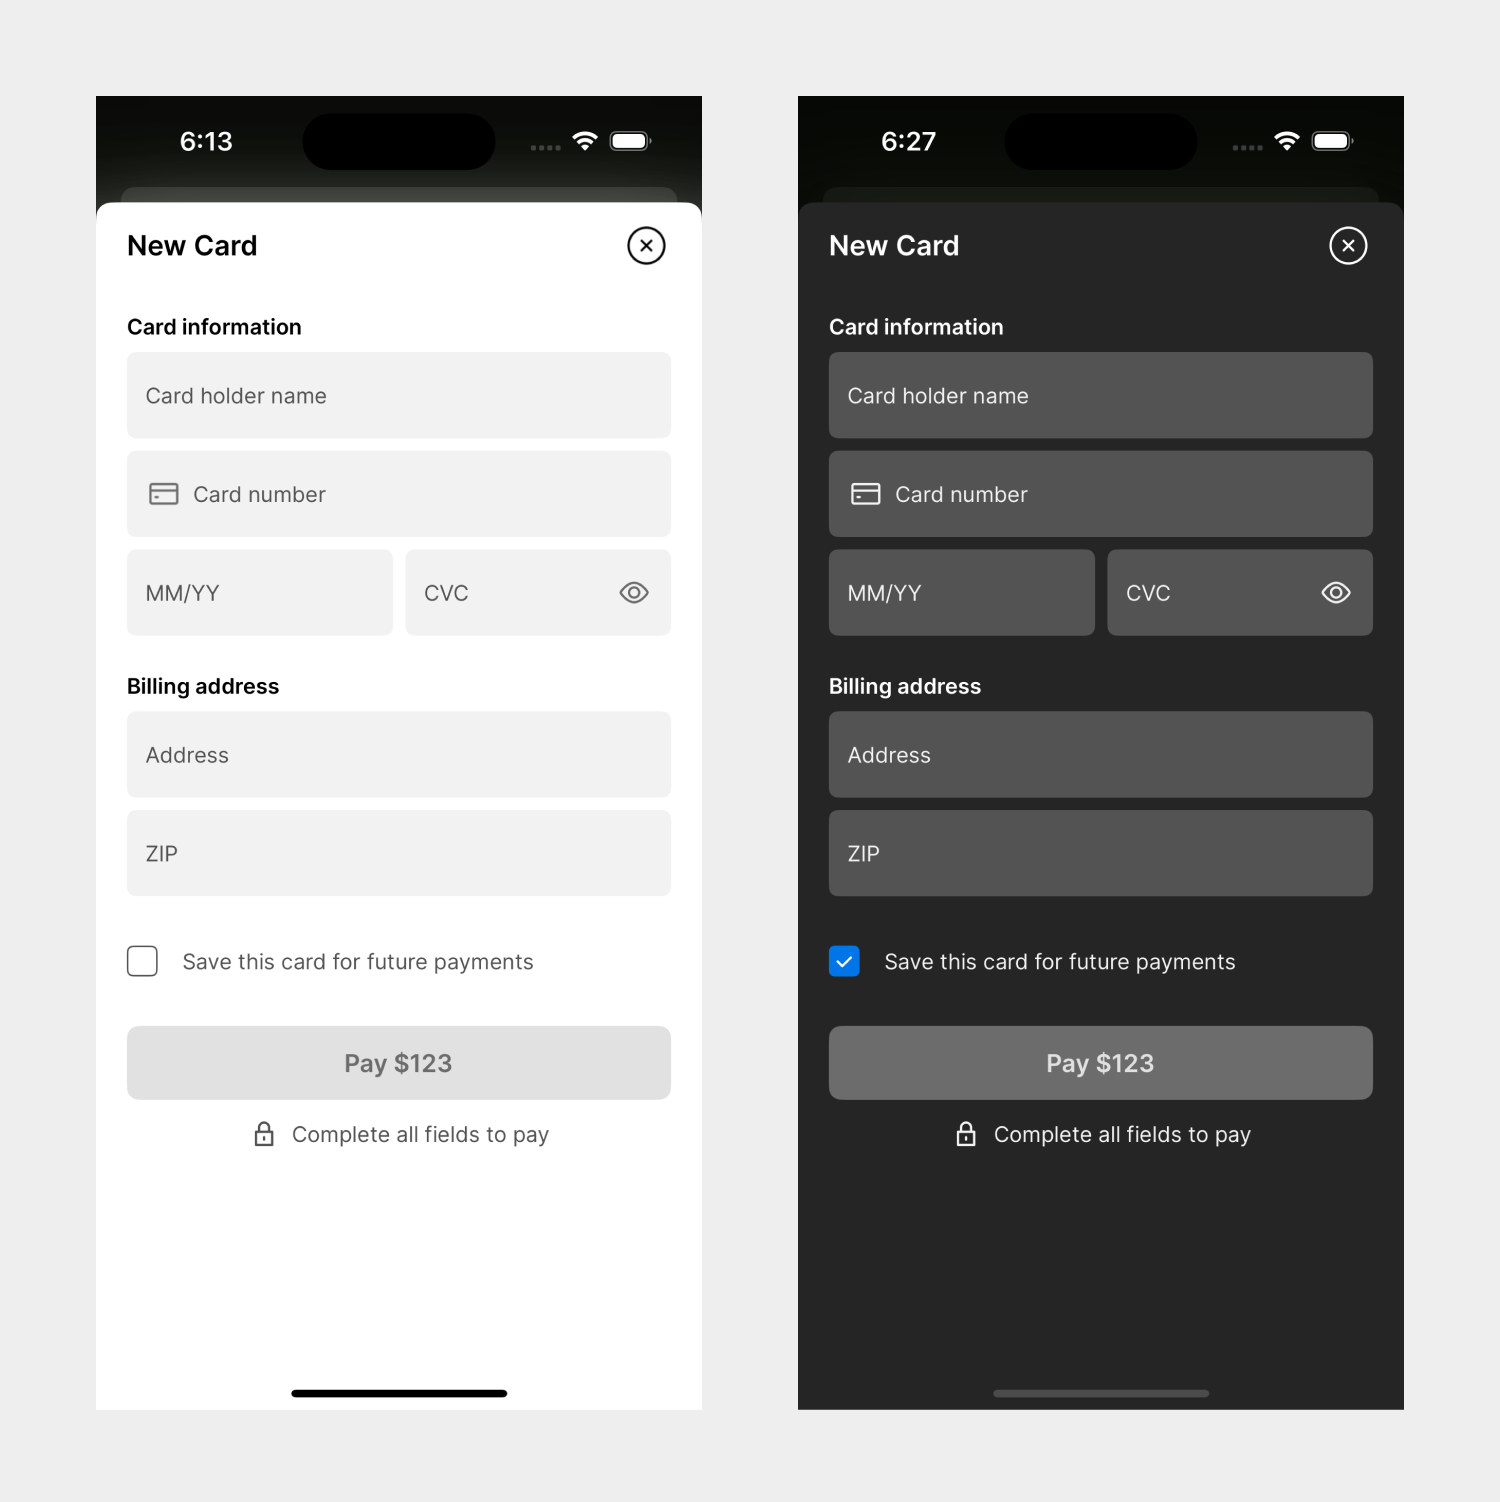 6:13
New Card
Card information
Card holder name
Card number
MM/YY
CVC
Billing address
Address
ZIP
Save this card for future payments
Pay $123
Complete all fields to pay
6:27
New Card
Card information
Card holder name
Card number
MM/YY
CVC
Billing address
Address
ZIP
Save this card for future payments
Pay $123
Complete all fields to pay